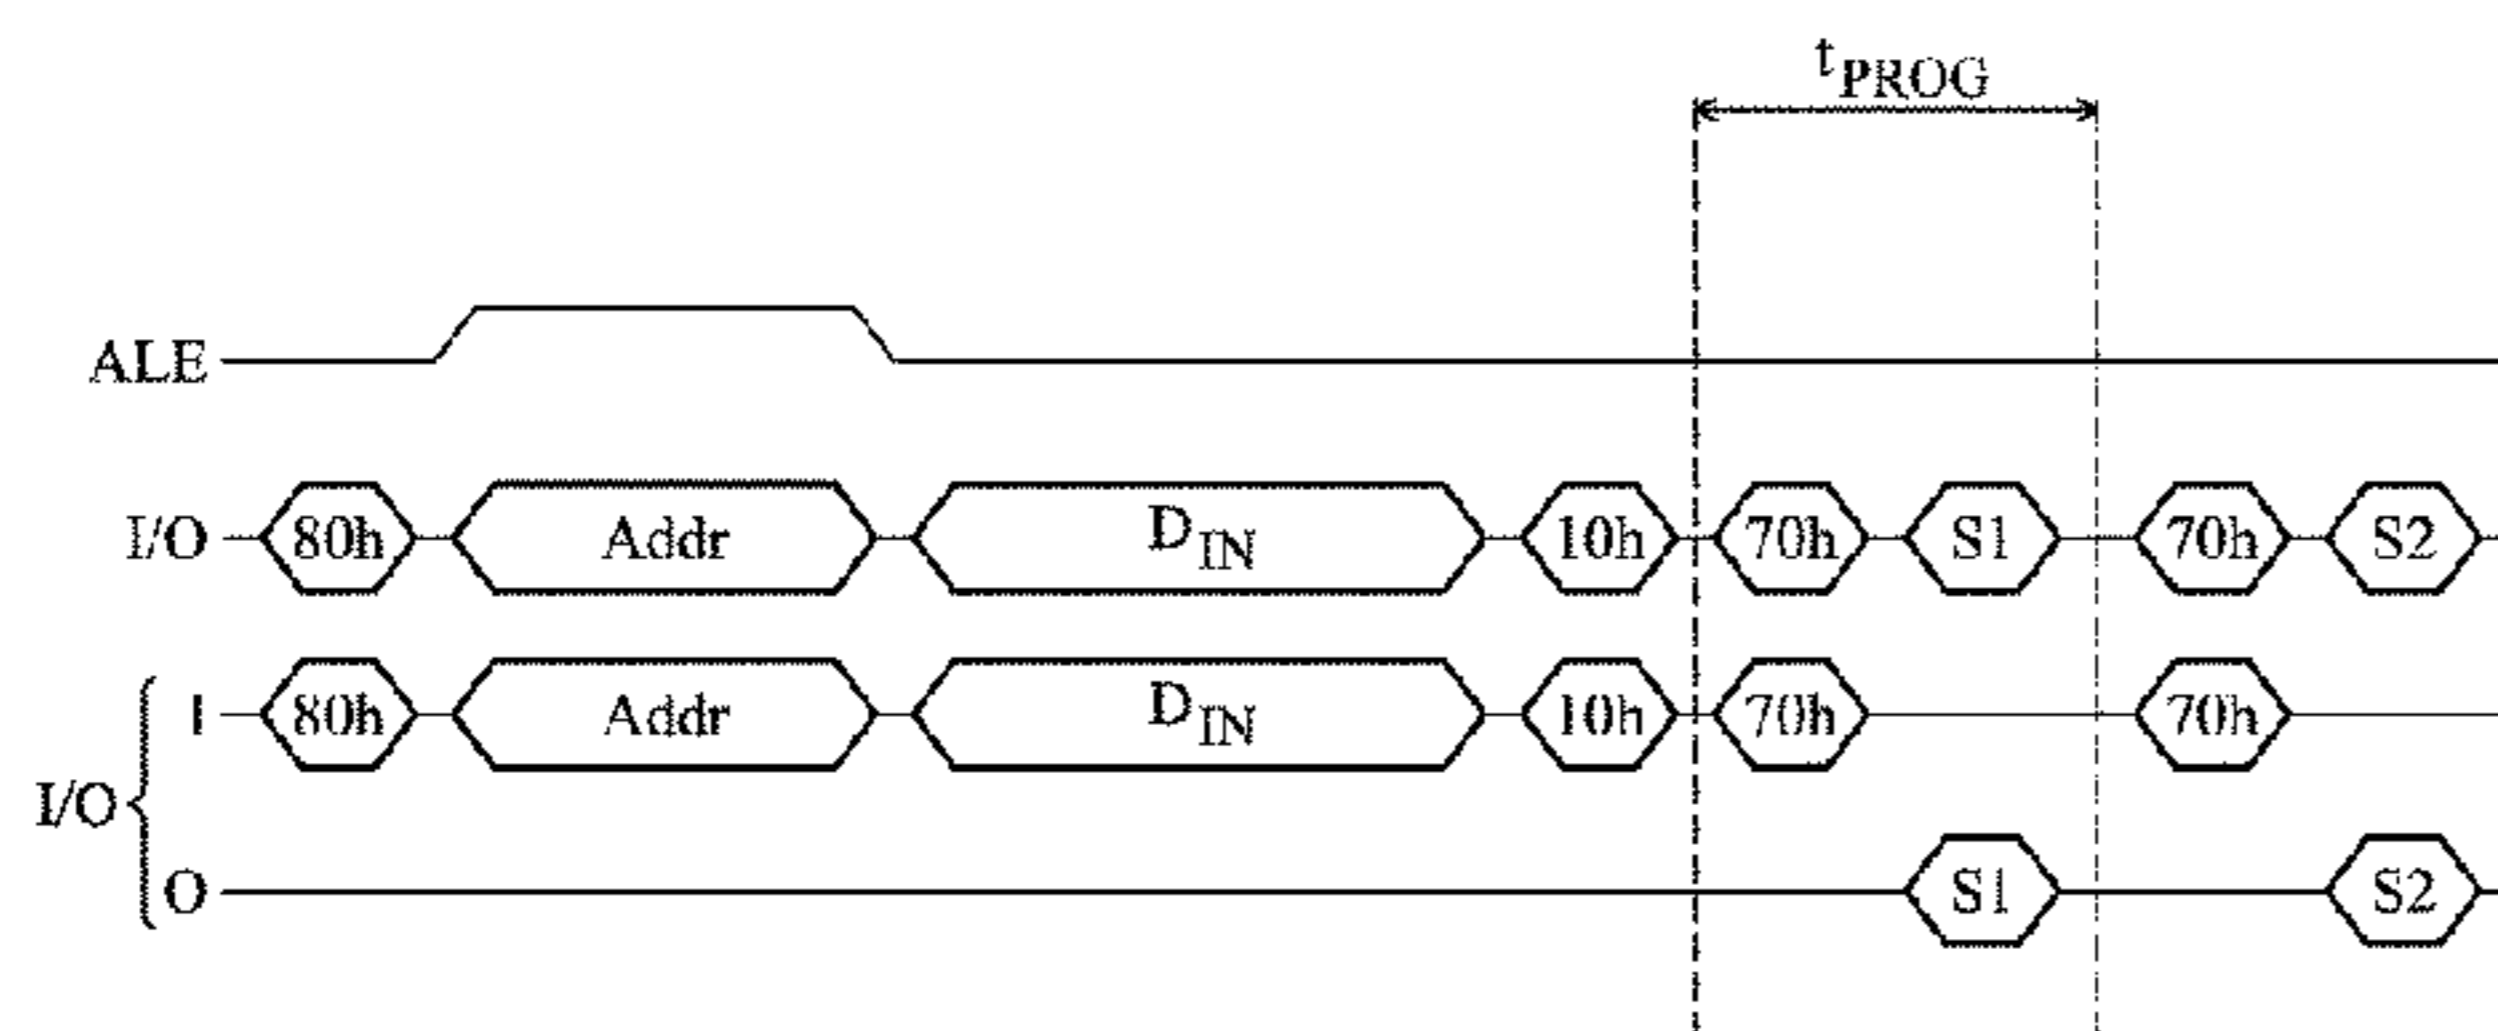 tPROG
ALE
I/O 80h Addr DIN 10h 70h S1 70h S2
I 80h Addr DIN 10h 70h 70h
I/O
O S1 S2